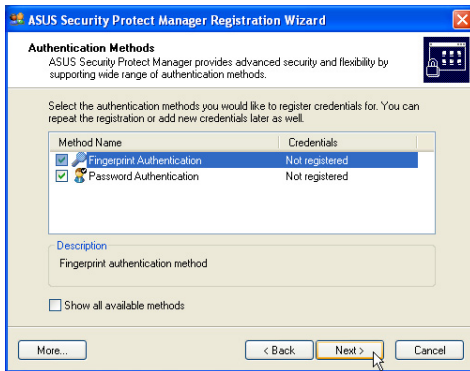 ASUS Security Protect Manager Registration Wizard
Authentication Methods
ASUS Security Protect Manager provides advanced security and flexibility by
supporting wide range of authentication methods.
Select the authentication methods you would like to register credentials for. You can
repeat the registration or add new credentials later as well.
Method Name Credentials
Fingerprint Authentication Not registered
Password Authentication Not registered
Description
Fingerprint authentication method
Show all available methods
More... < Back Next > Cancel